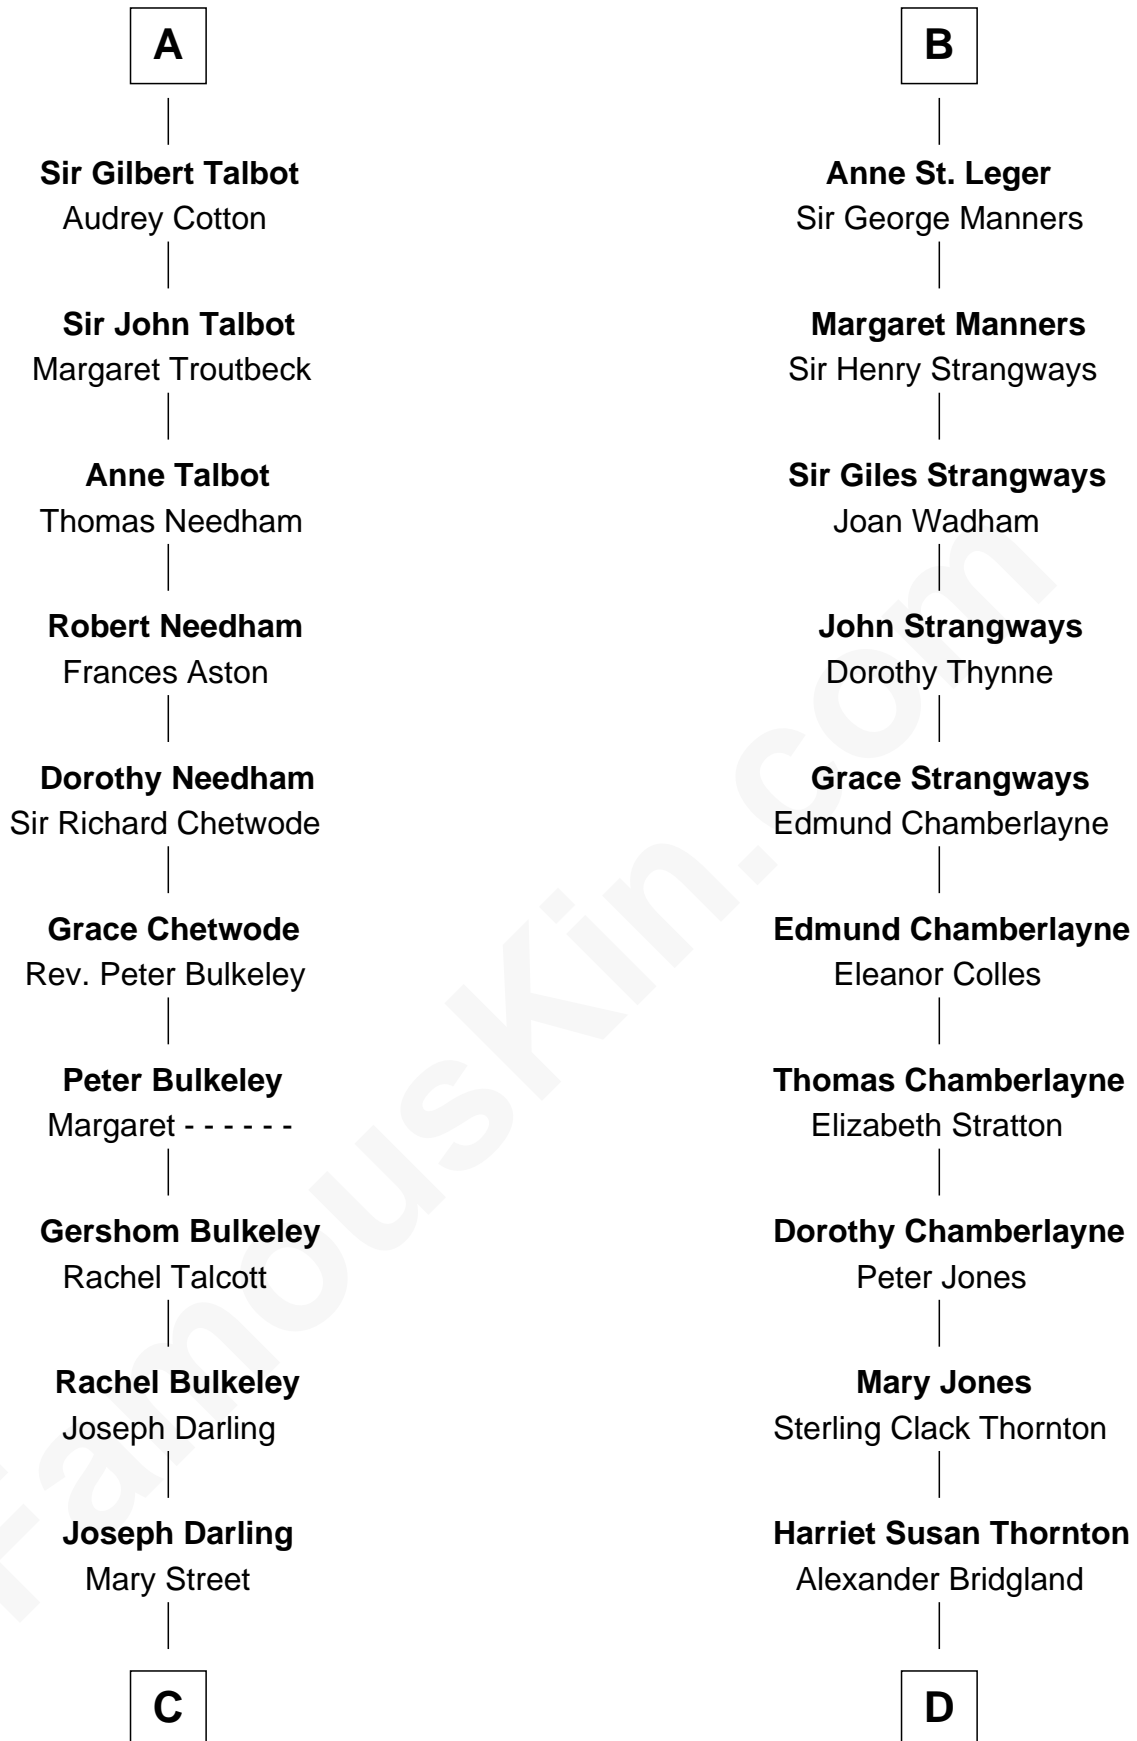 A
Sir Gilbert Talbot
Audrey Cotton
Sir John Talbot
Margaret Troutbeck
Anne Talbot
Thomas Needham
Robert Needham
Frances Aston
Dorothy Needham
Sir Richard Chetwode
Grace Chetwode
Rev. Peter Bulkeley
Peter Bulkeley
Margaret - - - - - -
Gershom Bulkeley
Rachel Talcott
Rachel Bulkeley
Joseph Darling
Joseph Darling
Mary Street
C
B
Anne St. Leger
Sir George Manners
Margaret Manners
Sir Henry Strangways
Sir Giles Strangways
Joan Wadham
John Strangways
Dorothy Thynne
Grace Strangways
Edmund Chamberlayne
Edmund Chamberlayne
Eleanor Colles
Thomas Chamberlayne
Elizabeth Stratton
Dorothy Chamberlayne
Peter Jones
Mary Jones
Sterling Clack Thornton
Harriet Susan Thornton
Alexander Bridgland
D
FamousKin.com